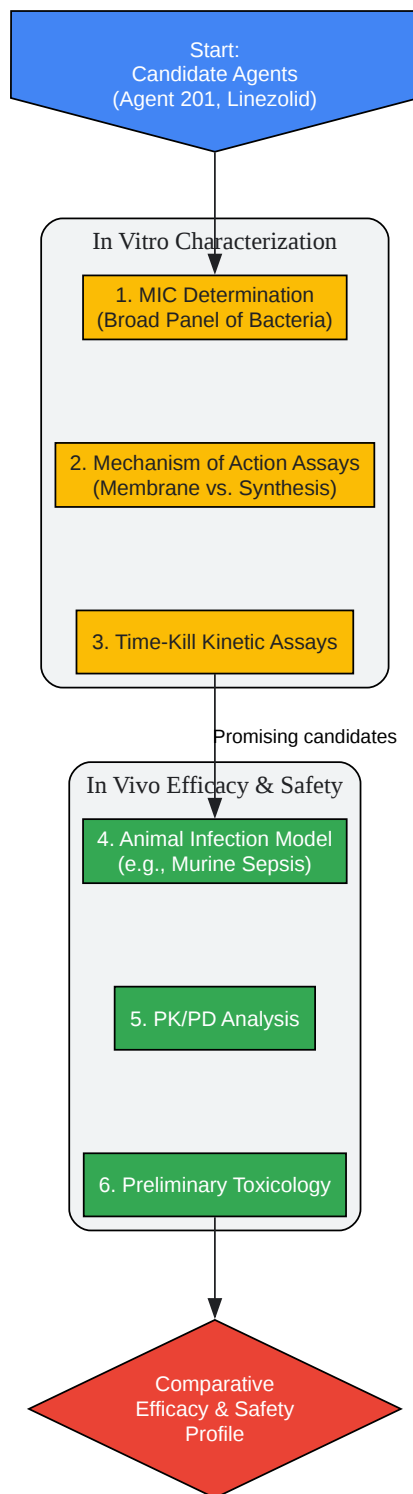 Start:
Candidate Agents
(Agent 201, Linezolid)
In Vitro Characterization
1. MIC Determination
(Broad Panel of Bacteria)
2. Mechanism of Action Assays
(Membrane vs. Synthesis)
3. Time-Kill Kinetic Assays
Promising candidates
In Vivo Efficacy & Safety
4. Animal Infection Model
(e.g., Murine Sepsis)
5. PK/PD Analysis
6. Preliminary Toxicology
Comparative
Efficacy & Safety
Profile